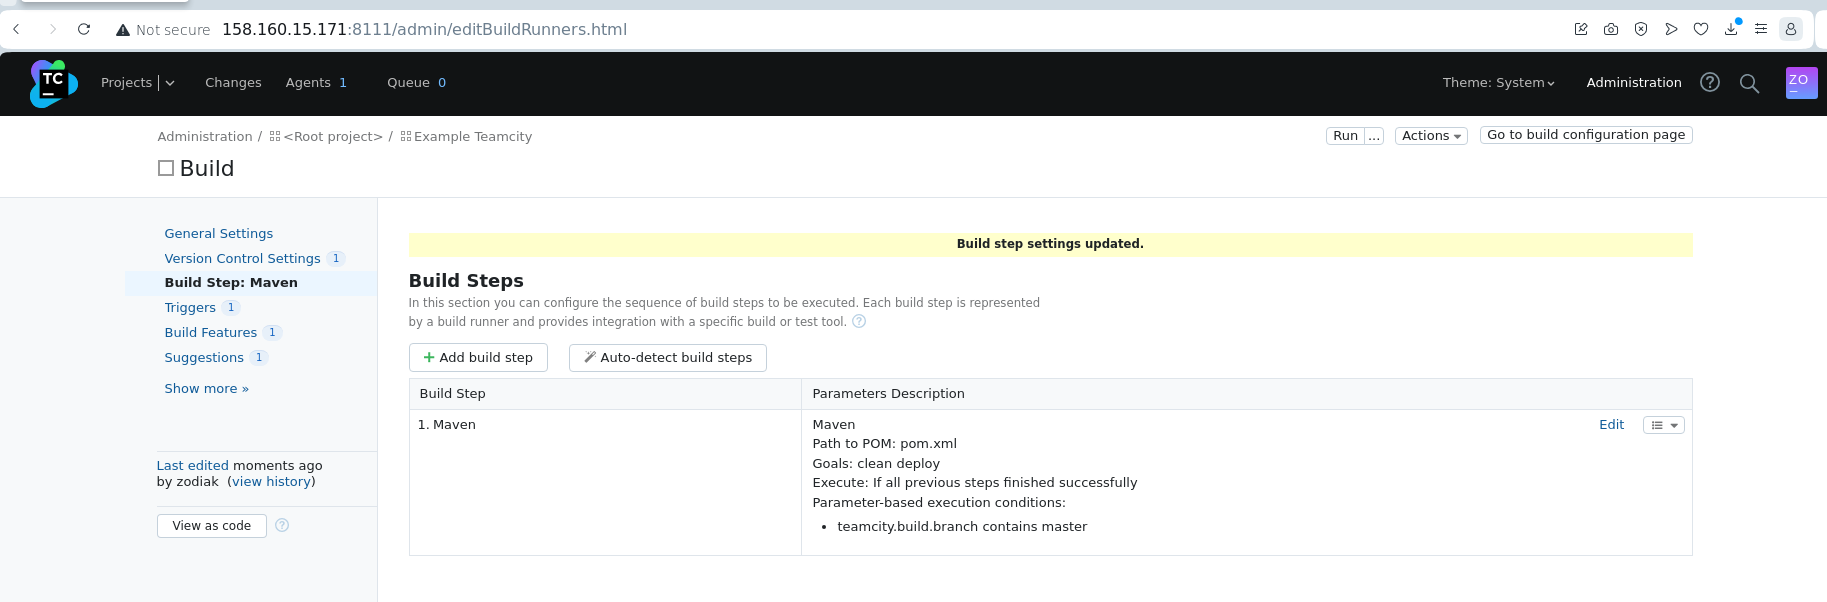 Not secure 158.160.15.171:8111/admin/editBuildRunners.html
TC
Projects Changes Agents 1 Queue 0 Theme: System Administration ZO
Administration / <Root project> / Example Teamcity Run ... Actions Go to build configuration page
Build
General Settings
Version Control Settings 1
Build Step: Maven
Triggers 1
Build Features 1
Suggestions 1
Show more »
Last edited moments ago
by zodiak (view history)
View as code ?
Build step settings updated.
Build Steps
In this section you can configure the sequence of build steps to be executed. Each build step is represented
by a build runner and provides integration with a specific build or test tool. ?
+ Add build step Auto-detect build steps
Build Step Parameters Description
1. Maven Maven Edit
Path to POM: pom.xml
Goals: clean deploy
Execute: If all previous steps finished successfully
Parameter-based execution conditions:
• teamcity.build.branch contains master